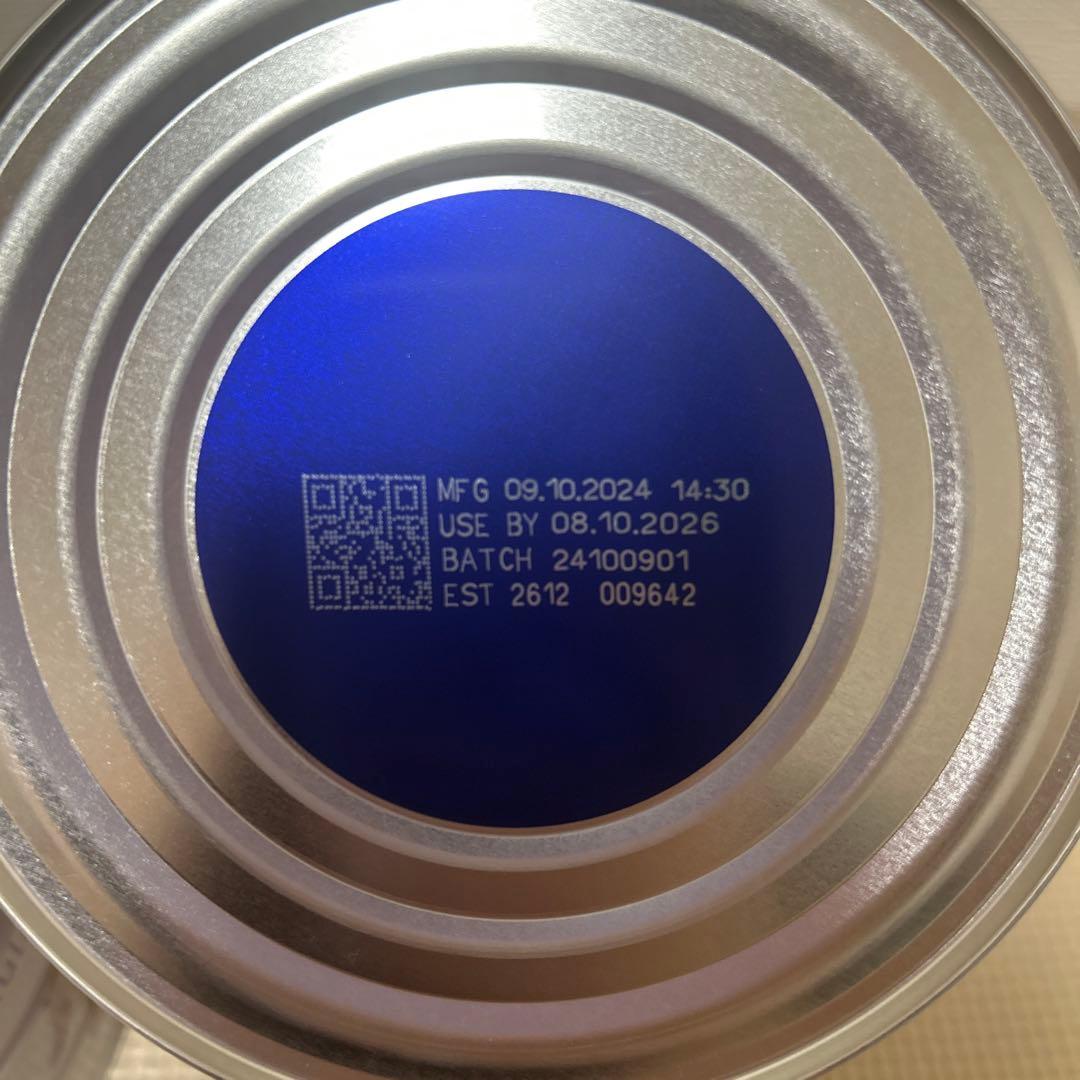 MFG 09.10.2024 14:30
USE BY 08.10.2026
BATCH 24100901
EST 2612 009642